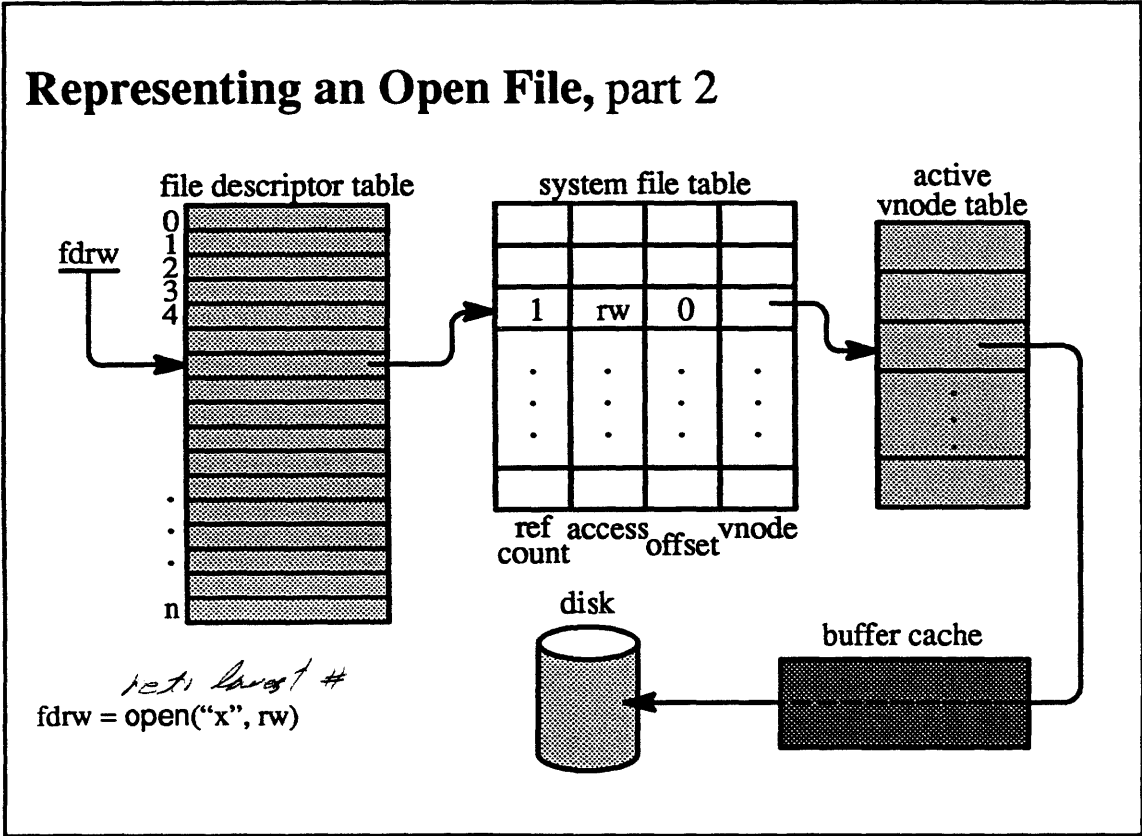 Representing an Open File, part 2
file descriptor table
system file table
active
vnode table
fdrw
0
1
2
3
4
.
.
.
n
1 rw 0
. . . .
. . . .
. . . .
.
.
.
ref
count
access
offset
vnode
disk
buffer cache
#
fdrw = open(“x”, rw)